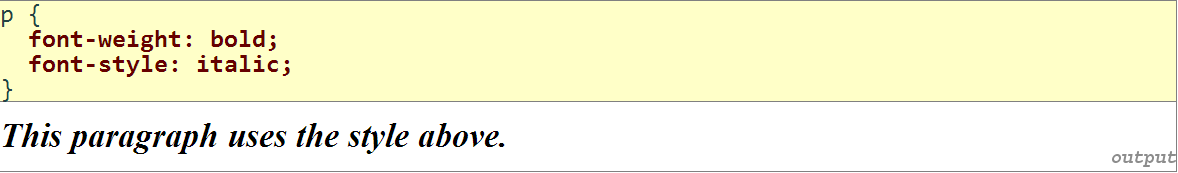 p {
  font-weight: bold;
  font-style: italic;
}
This paragraph uses the style above.
output